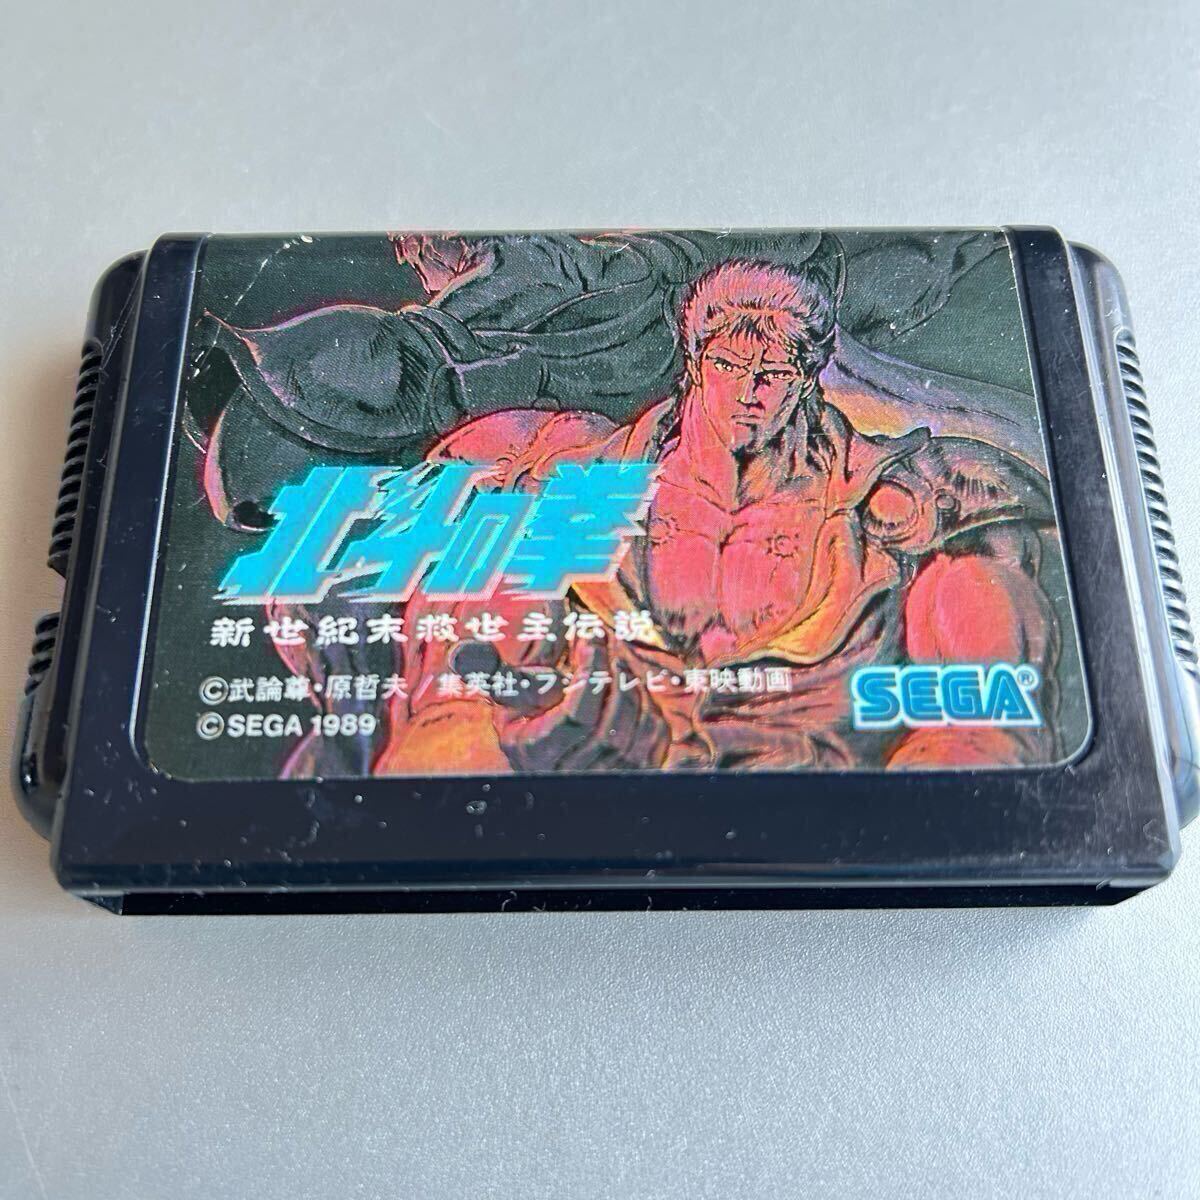 北斗の拳
新世紀末救世主伝説
©武論尊・原哲夫/集英社・フジテレビ・東映動画
©SEGA 1989
SEGA®